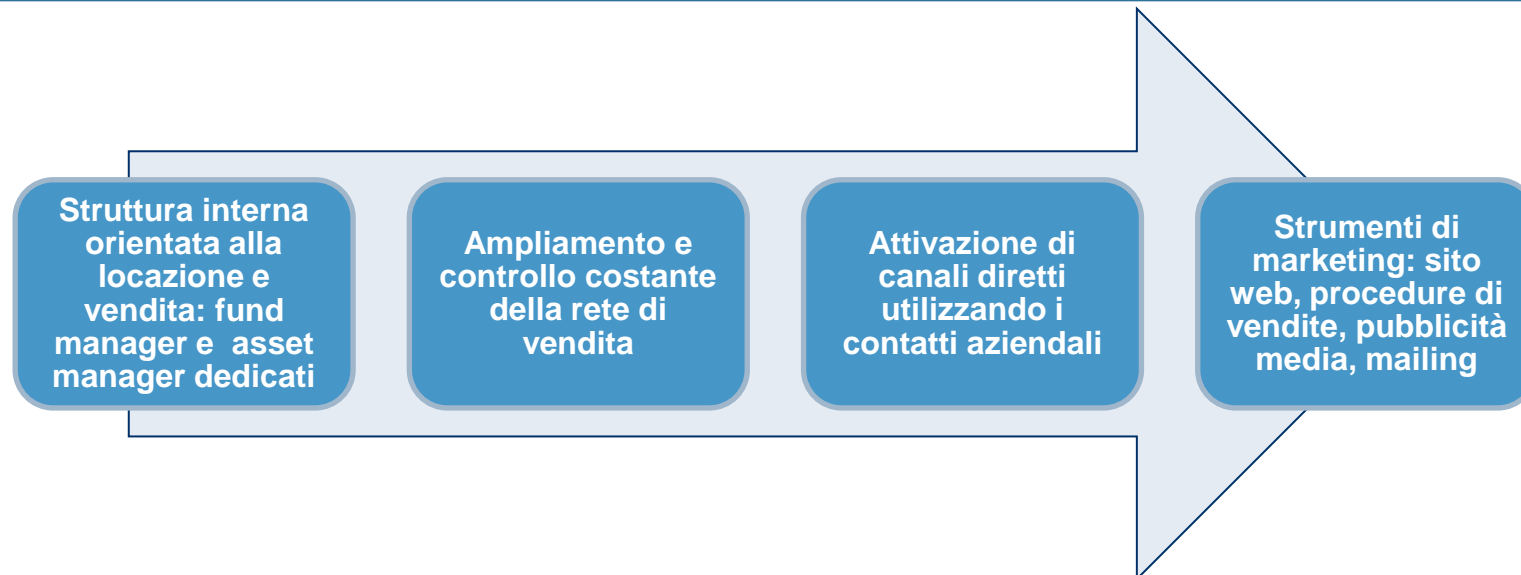 Struttura interna
orientata alla
locazione e
vendita: fund
manager e  asset
manager dedicati
Ampliamento e
controllo costante
della rete di
vendita
Attivazione di
canali diretti
utilizzando i
contatti aziendali
Strumenti di
marketing: sito
web, procedure di
vendite, pubblicità
media, mailing